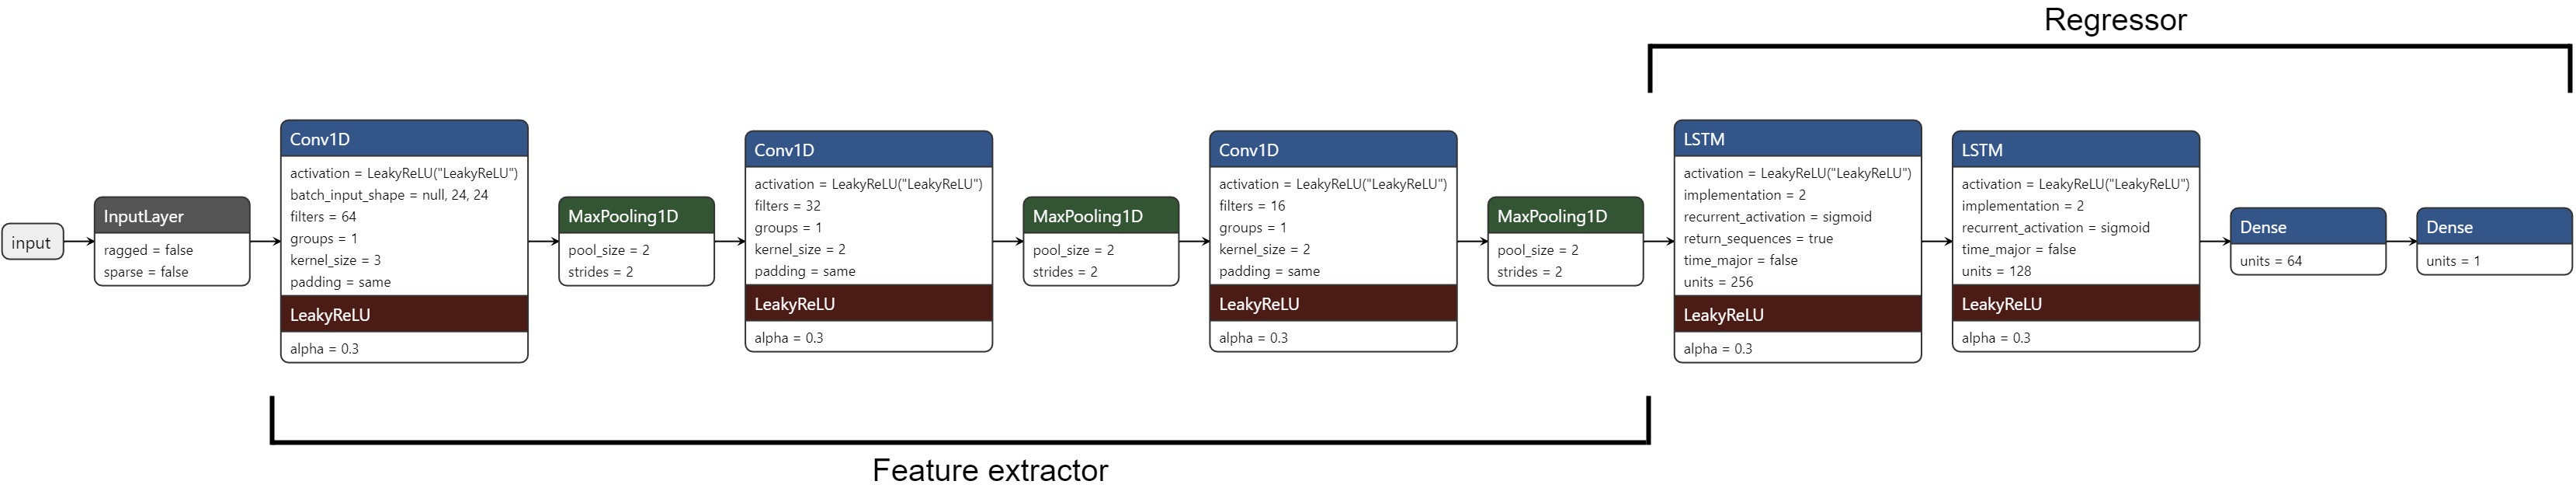 Regressor
input
InputLayer
ragged = false
sparse = false
Conv1D
activation = LeakyReLU("LeakyReLU")
batch_input_shape = null, 24, 24
filters = 64
groups = 1
kernel_size = 3
padding = same
LeakyReLU
alpha = 0.3
MaxPooling1D
pool_size = 2
strides = 2
Conv1D
activation = LeakyReLU("LeakyReLU")
filters = 32
groups = 1
kernel_size = 2
padding = same
LeakyReLU
alpha = 0.3
MaxPooling1D
pool_size = 2
strides = 2
Conv1D
activation = LeakyReLU("LeakyReLU")
filters = 16
groups = 1
kernel_size = 2
padding = same
LeakyReLU
alpha = 0.3
MaxPooling1D
pool_size = 2
strides = 2
LSTM
activation = LeakyReLU("LeakyReLU")
implementation = 2
recurrent_activation = sigmoid
return_sequences = true
time_major = false
units = 256
LeakyReLU
alpha = 0.3
LSTM
activation = LeakyReLU("LeakyReLU")
implementation = 2
recurrent_activation = sigmoid
time_major = false
units = 128
LeakyReLU
alpha = 0.3
Dense
units = 64
Dense
units = 1
Feature extractor